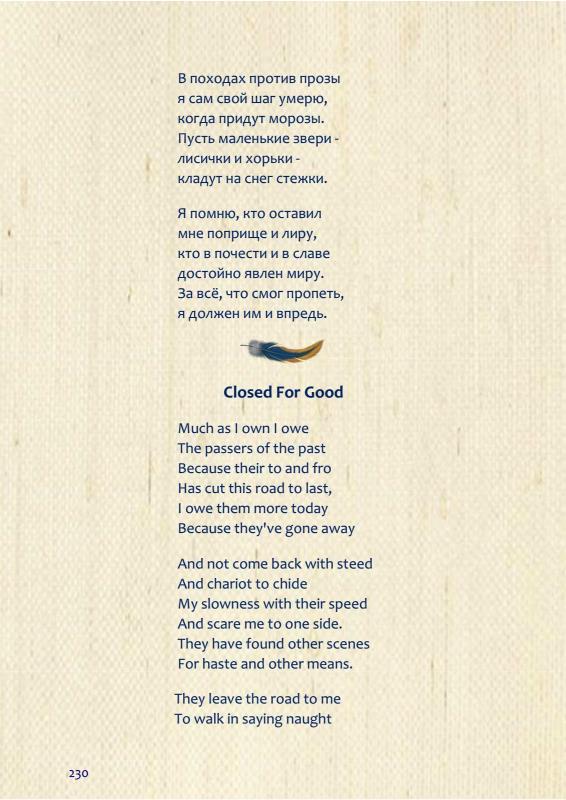 В походах против прозы
я сам свой шаг умерю,
когда придут морозы.
Пусть маленькие звери -
лисички и хорьки -
кладут на снег стежки.
Я помню, кто оставил
мне поприще и лиру,
кто в почести и в славе
достойно явлен миру.
За всё, что смог пропеть,
я должен им и впредь.
Closed For Good
Much as I own I owe
The passers of the past
Because their to and fro
Has cut this road to last,
I owe them more today
Because they've gone away
And not come back with steed
And chariot to chide
My slowness with their speed
And scare me to one side.
They have found other scenes
For haste and other means.
They leave the road to me
To walk in saying naught
230